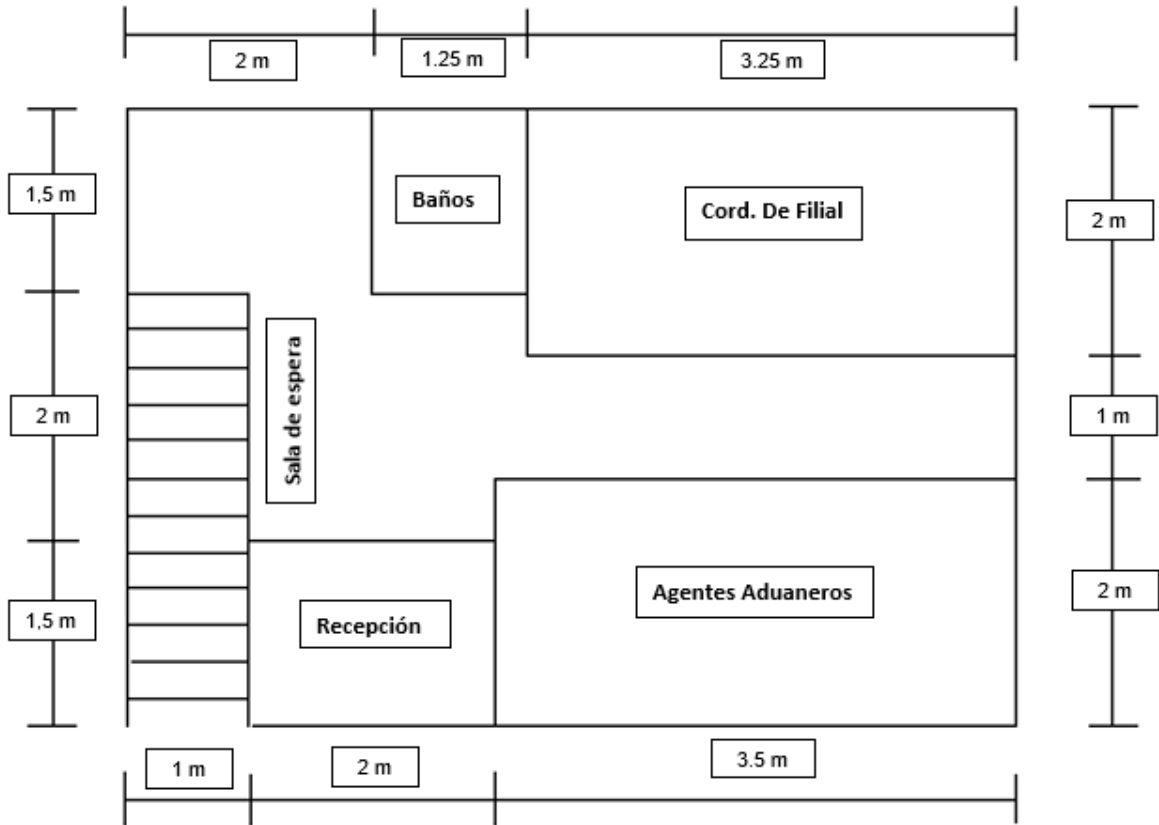 2 m
1.25 m
3.25 m
1,5 m
Baños
Cord. De Filial
2 m
Sala de espera
2 m
1 m
1,5 m
Recepción
Agentes Aduaneros
2 m
1 m
2 m
3.5 m